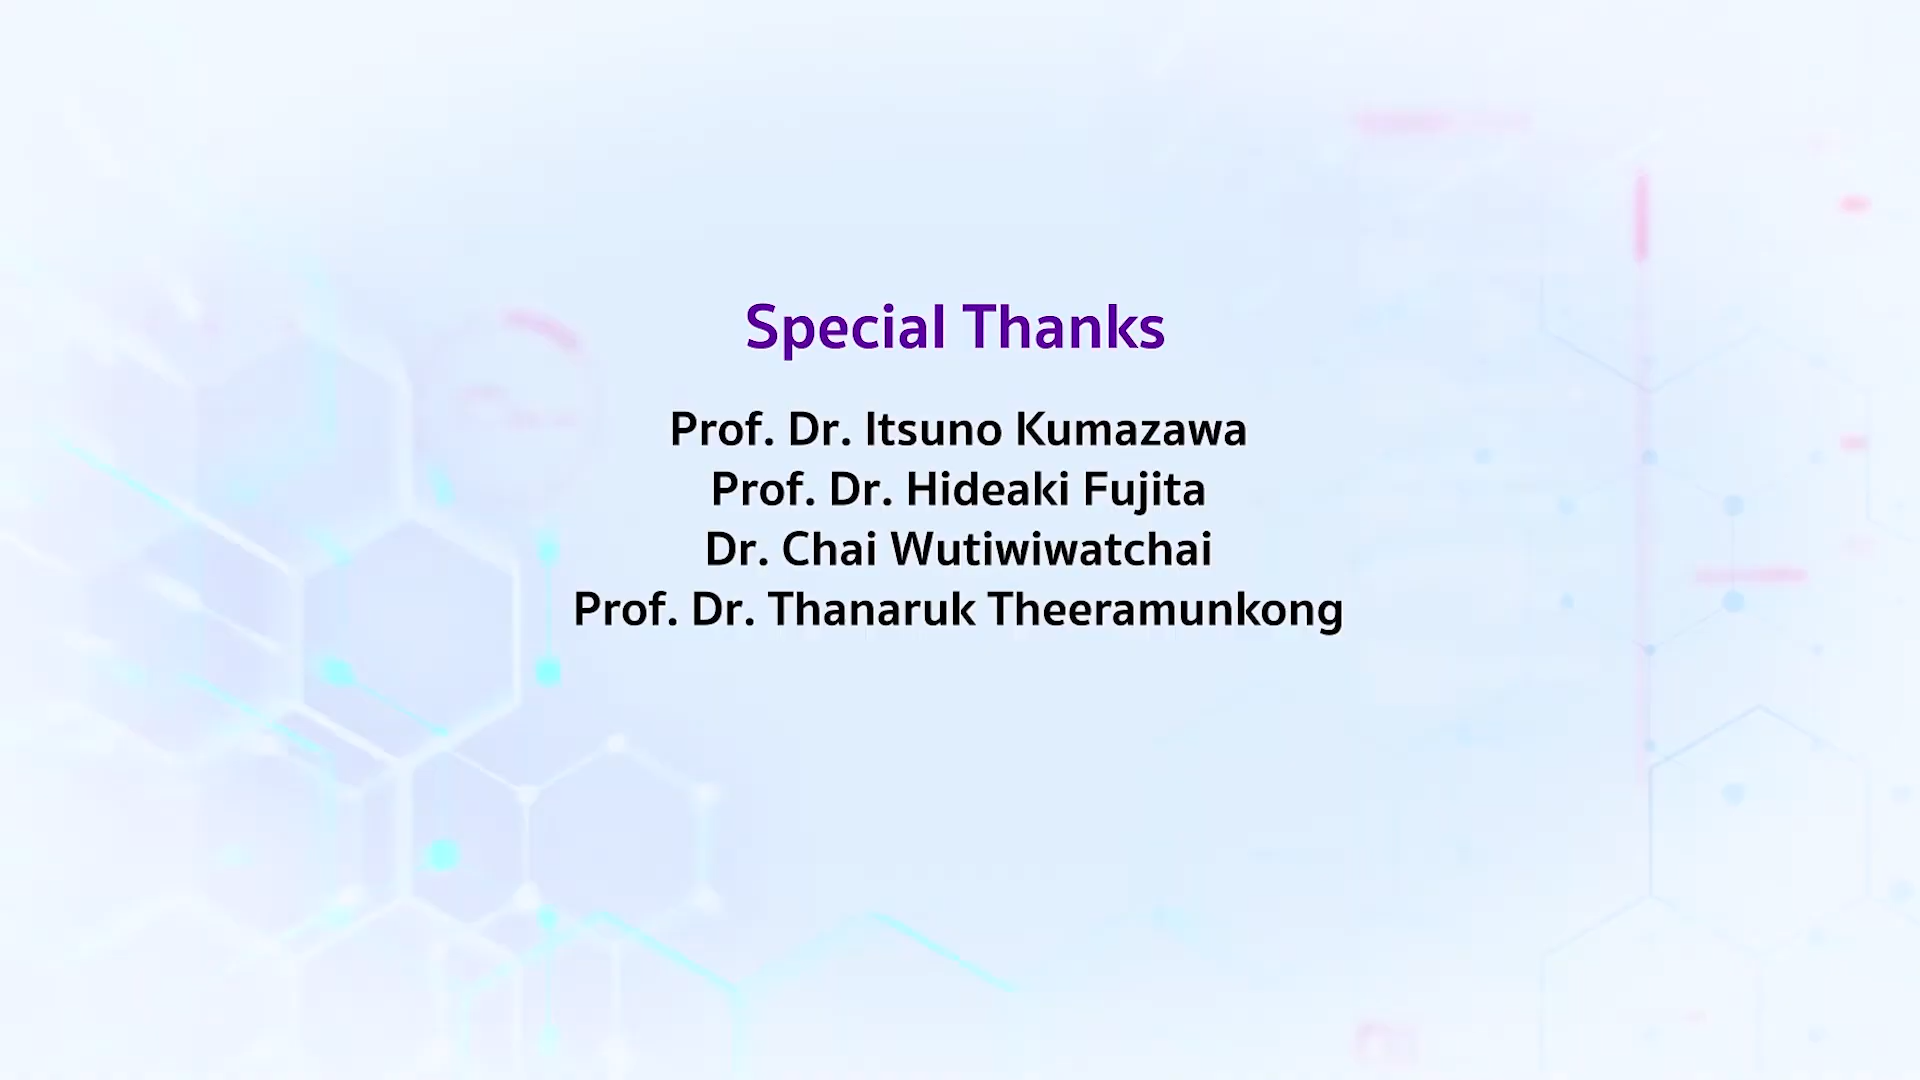 Special Thanks
Prof. Dr. Itsuno Kumazawa
Prof. Dr. Hideaki Fujita
Dr. Chai Wutiwiwatchai
Prof. Dr. Thanaruk Theeramunkong